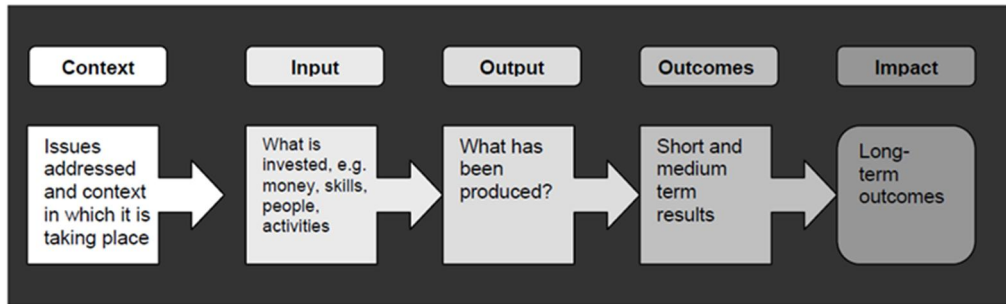 Context
Input
Output
Outcomes
Impact
Issues
addressed
and context
in which it is
taking place
What is
invested, e.g.
money, skills,
people,
activities
What has
been
produced?
Short and
medium
term
results
Long-
term
outcomes